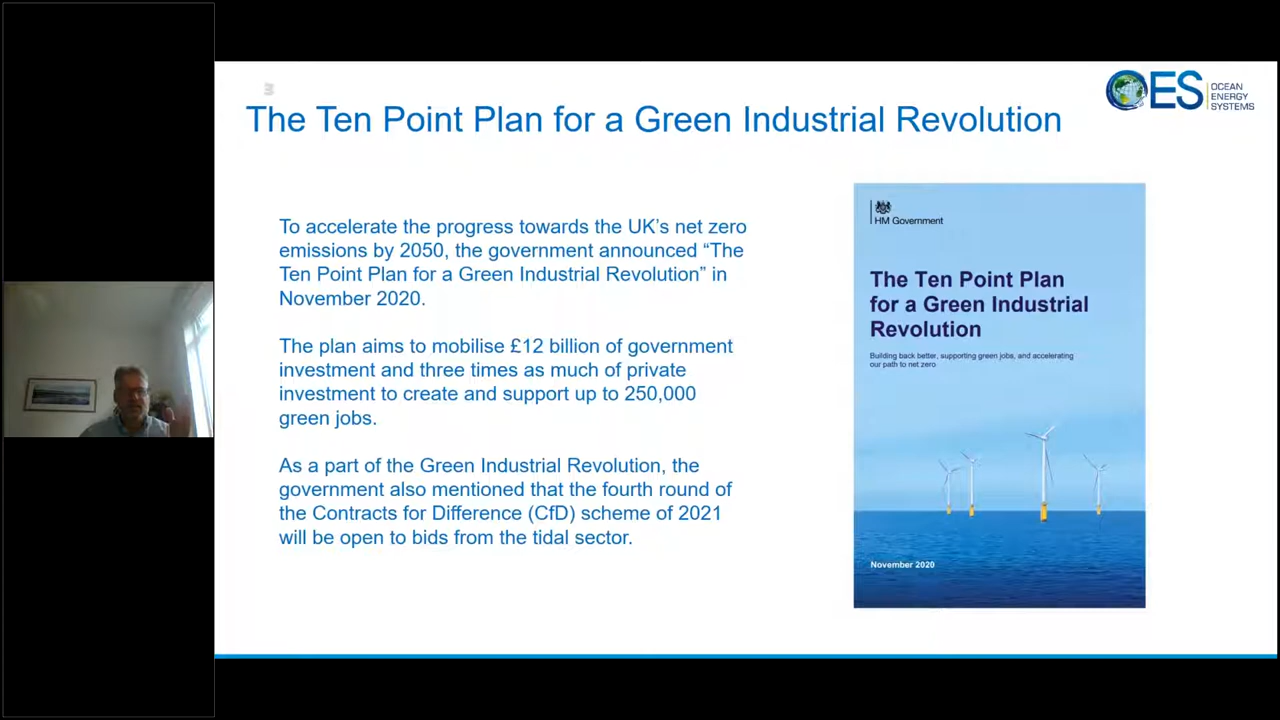 The Ten Point Plan for a Green Industrial Revolution
OES
OCEAN
ENERGY
SYSTEMS
To accelerate the progress towards the UK’s net zero
emissions by 2050, the government announced “The
Ten Point Plan for a Green Industrial Revolution” in
November 2020.
The plan aims to mobilise £12 billion of government
investment and three times as much of private
investment to create and support up to 250,000
green jobs.
As a part of the Green Industrial Revolution, the
government also mentioned that the fourth round of
the Contracts for Difference (CfD) scheme of 2021
will be open to bids from the tidal sector.
HM Government
The Ten Point Plan
for a Green Industrial
Revolution
Building back better, supporting green jobs, and accelerating
our path to net zero
November 2020